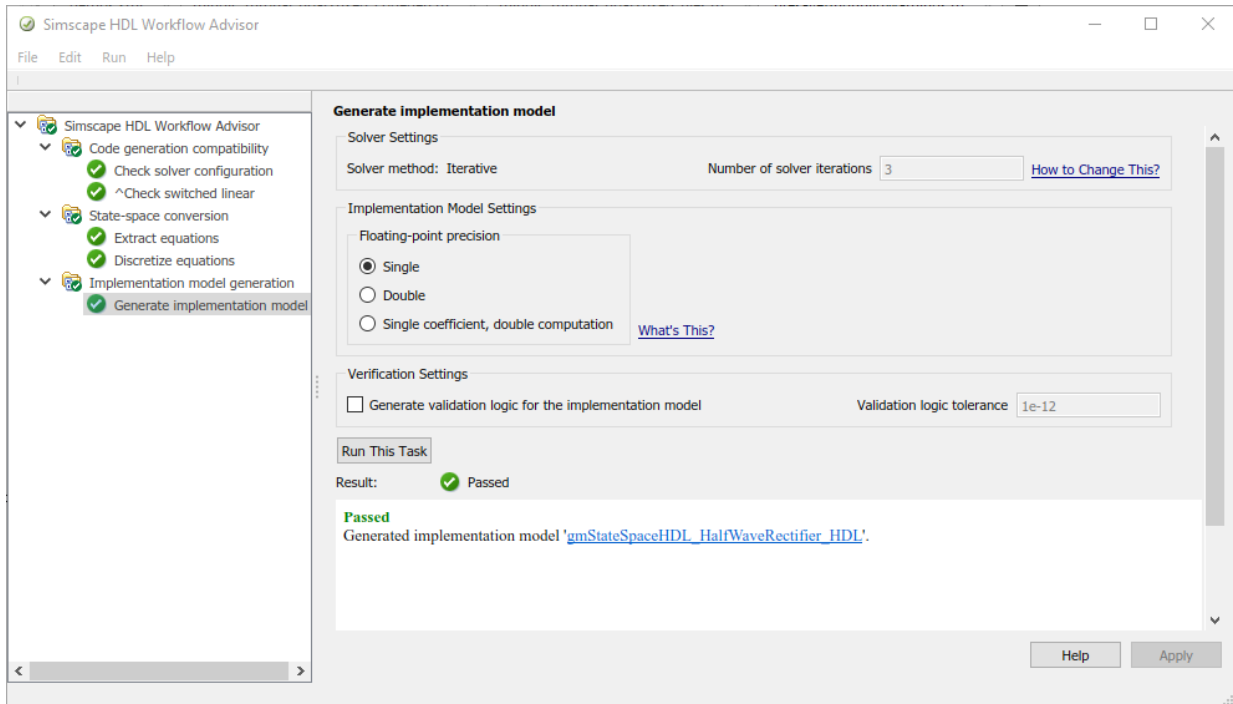 Simscape HDL Workflow Advisor
File Edit Run Help
Simscape HDL Workflow Advisor
Code generation compatibility
Check solver configuration
^Check switched linear
State-space conversion
Extract equations
Discretize equations
Implementation model generation
Generate implementation model
Generate implementation model
Solver Settings
Solver method: Iterative Number of solver iterations 3 How to Change This?
Implementation Model Settings
Floating-point precision
Single
Double
Single coefficient, double computation What's This?
Verification Settings
Generate validation logic for the implementation model Validation logic tolerance 1e-12
Run This Task
Result: Passed
Passed
Generated implementation model 'gmStateSpaceHDL_HalfWaveRectifier_HDL'.
Help Apply